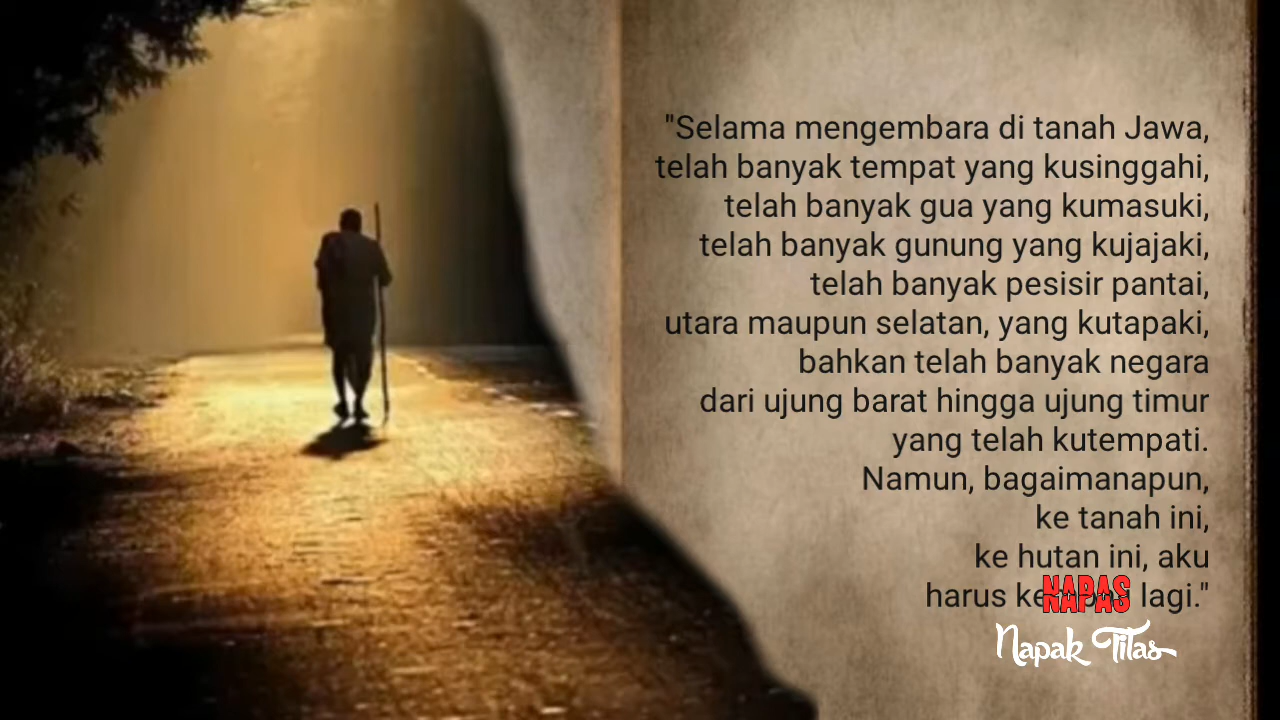 "Selama mengembara di tanah Jawa,
telah banyak tempat yang kusinggahi,
telah banyak gua yang kumasuki,
telah banyak gunung yang kujajaki,
telah banyak pesisir pantai,
utara maupun selatan, yang kutapaki,
bahkan telah banyak negara
dari ujung barat hingga ujung timur
yang telah kutempati.
Namun, bagaimanapun,
ke tanah ini,
ke hutan ini, aku
harus lagi."
NAPAS
Napak Tilas